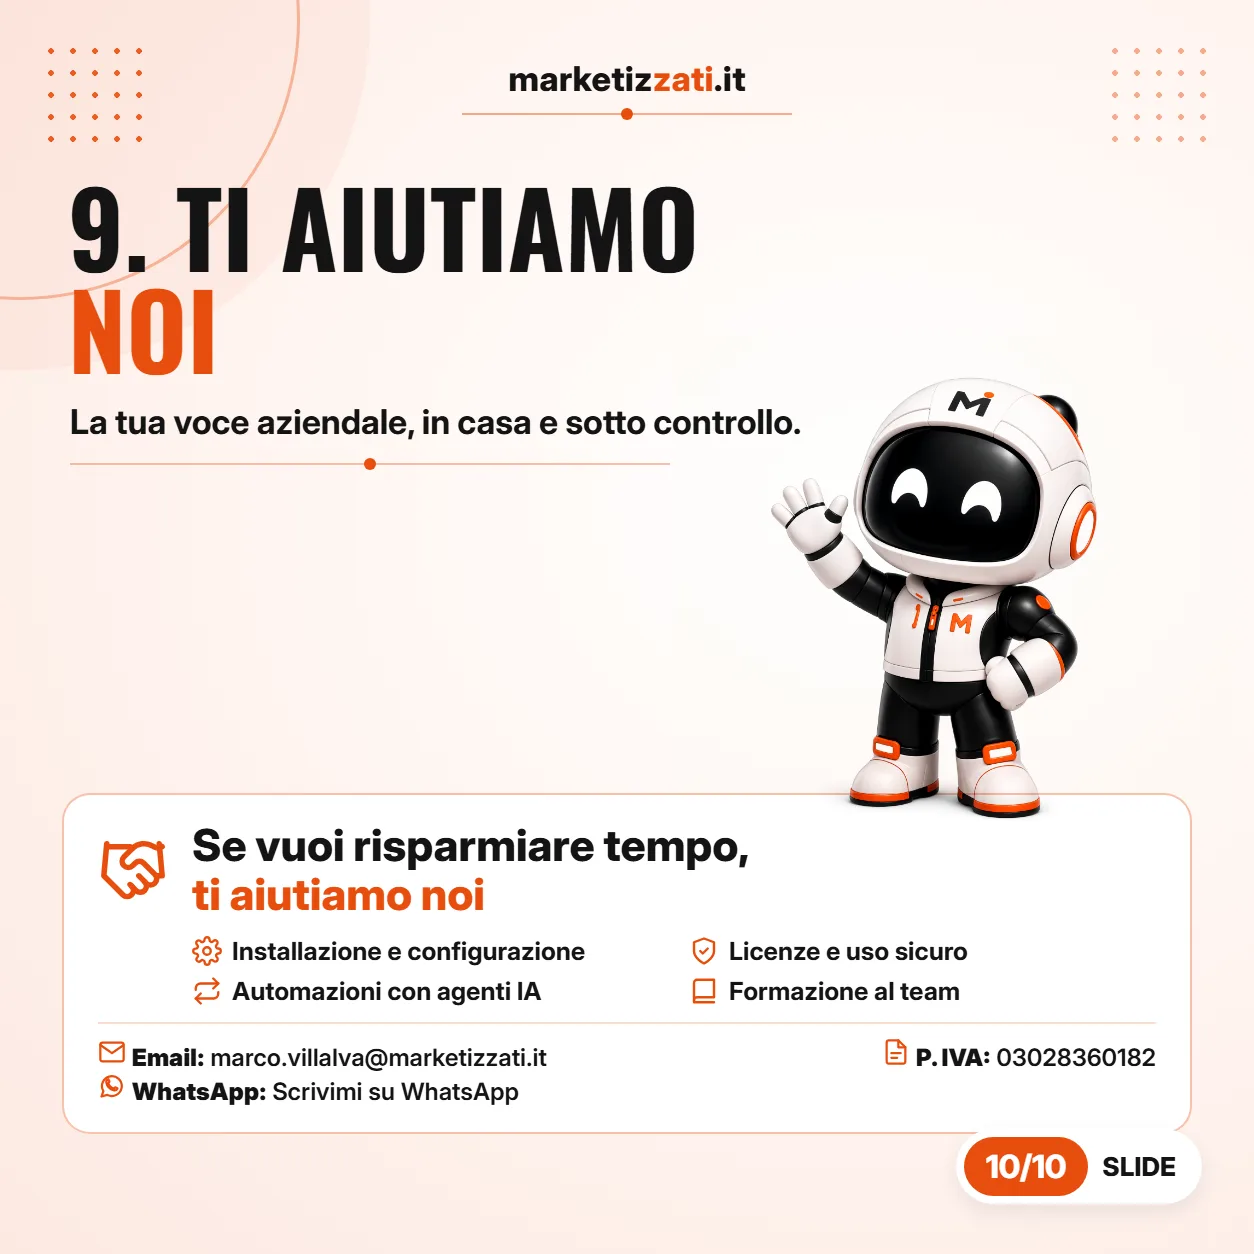 marketizzati.it
9. TI AIUTIAMO
NOI
La tua voce aziendale, in casa e sotto controllo.
M
M
Se vuoi risparmiare tempo,
ti aiutiamo noi
Installazione e configurazione
Licenze e uso sicuro
Automazioni con agenti IA
Formazione al team
Email: marco.villalva@marketizzati.it
P. IVA: 03028360182
WhatsApp: Scrivimi su WhatsApp
10/10 SLIDE